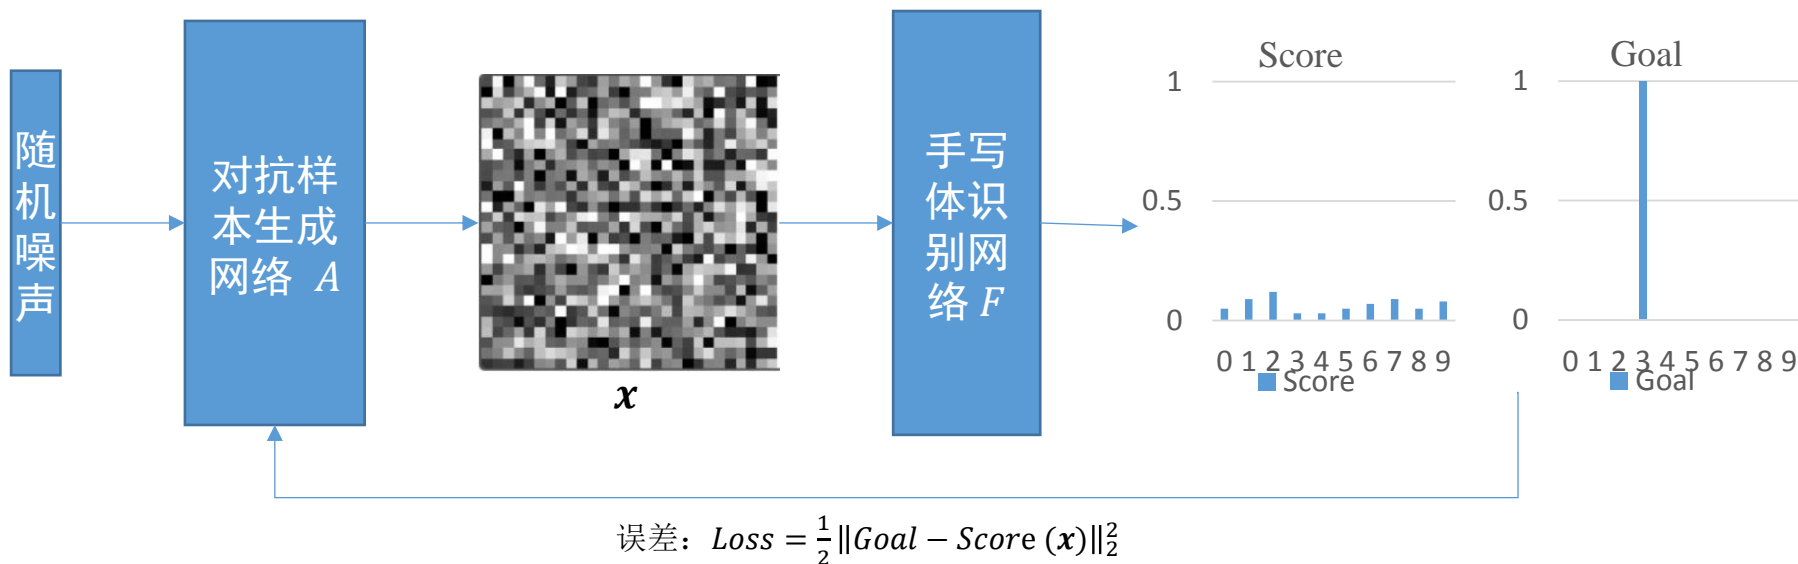 随
机
噪
声
对抗样
本生成
网络 A
x
手写
体识
别网
络 F
Score
1
0.5
0
0 1 2 3 4 5 6 7 8 9
Score
Goal
1
0.5
0
0 1 2 3 4 5 6 7 8 9
Goal
误差：Loss = \frac{1}{2} ‖Goal − Score (x)‖_2^2